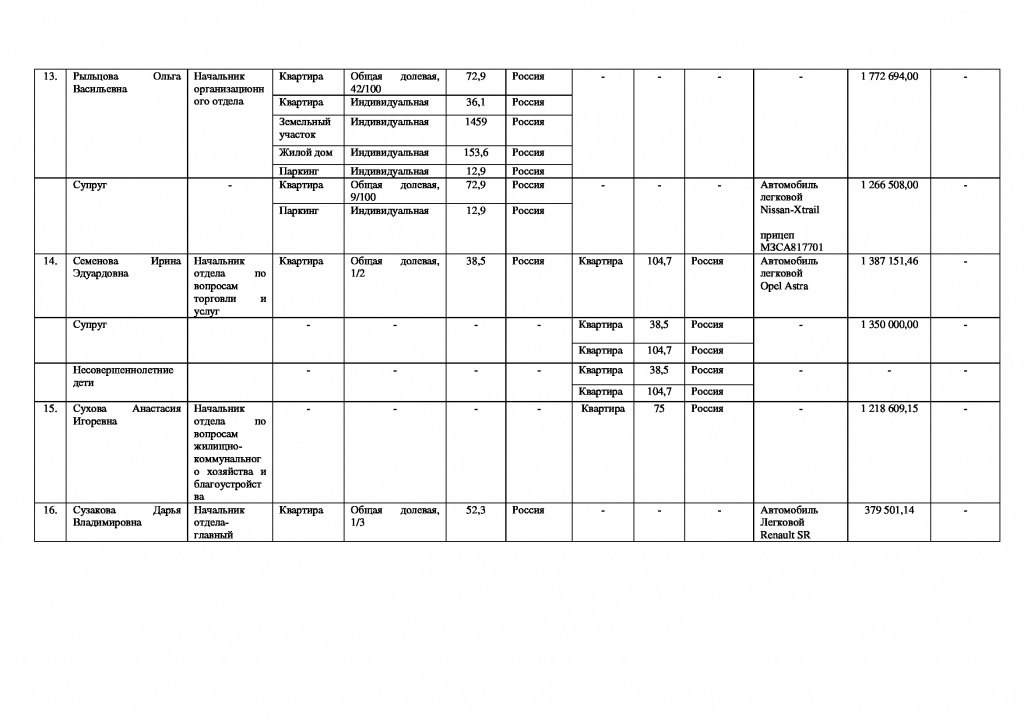 13. Рыльцова Ольга Васильевна Начальник организационного отдела Квартира Общая долевая, 42/100 72,9 Россия - - - - 1 772 694,00 -
Квартира Индивидуальная 36,1 Россия
Земельный участок Индивидуальная 1459 Россия
Жилой дом Индивидуальная 153,6 Россия
Паркинг Индивидуальная 12,9 Россия
Супруг - Квартира Общая долевая, 9/100 72,9 Россия - - - Автомобиль легковой Nissan-Xtrail прицеп МЗСА817701 1 266 508,00 -
Паркинг Индивидуальная 12,9 Россия
14. Семенова Ирина Эдуардовна Начальник отдела по вопросам торговли и услуг Квартира Общая долевая, 1/2 38,5 Россия Квартира 104,7 Россия Автомобиль легковой Opel Astra 1 387 151,46 -
Супруг - - - - Квартира 38,5 Россия - 1 350 000,00 -
Квартира 104,7 Россия
Несовершеннолетние дети - - - - Квартира 38,5 Россия - - -
Квартира 104,7 Россия
15. Сухова Анастасия Игоревна Начальник отдела по вопросам жилищно-коммунального хозяйства и благоустройства - - - - Квартира 75 Россия - 1 218 609,15 -
16. Сузакова Дарья Владимировна Начальник отдела-главный Квартира Общая долевая, 1/3 52,3 Россия - - - Автомобиль Легковой Renault SR 379 501,14 -